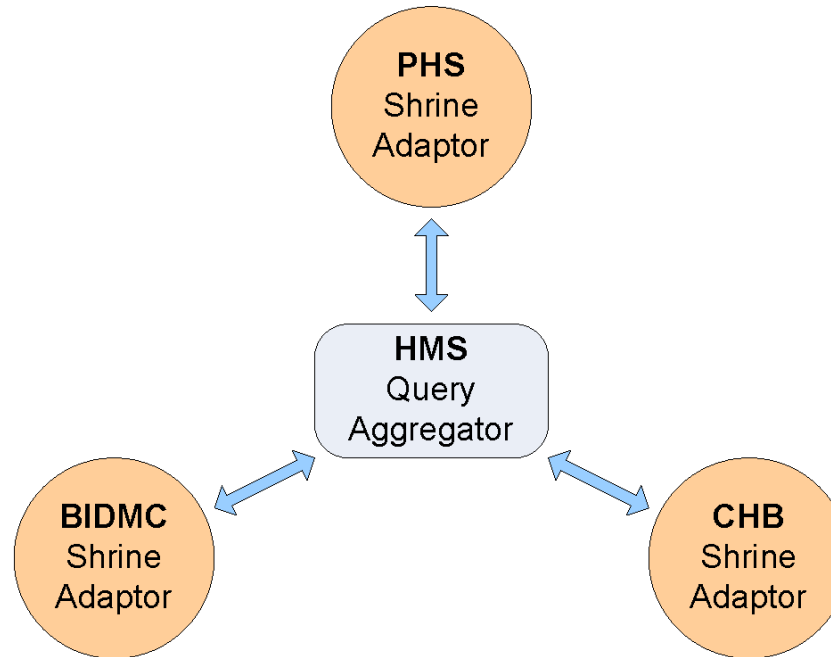 PHS
Shrine
Adaptor
HMS
Query
Aggregator
BIDMC
Shrine
Adaptor
CHB
Shrine
Adaptor